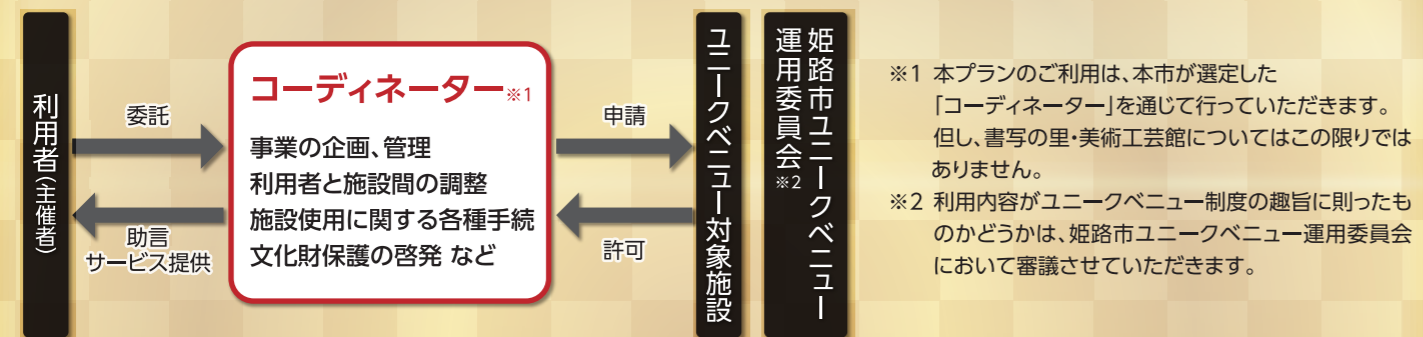 利用者(主催者)
委託
助言
サービス提供
コーディネーター※1
事業の企画、管理
利用者と施設間の調整
施設使用に関する各種手続
文化財保護の啓発 など
申請
許可
ユニークベニュー対象施設
姫路市ユニークベニュー
運用委員会※2
※1 本プランのご利用は、本市が選定した
「コーディネーター」を通じて行っていただきます。
但し、書写の里・美術工芸館についてはこの限りでは
ありません。
※2 利用内容がユニークベニュー制度の趣旨に則ったも
のかどうかは、姫路市ユニークベニュー運用委員会
において審議させていただきます。